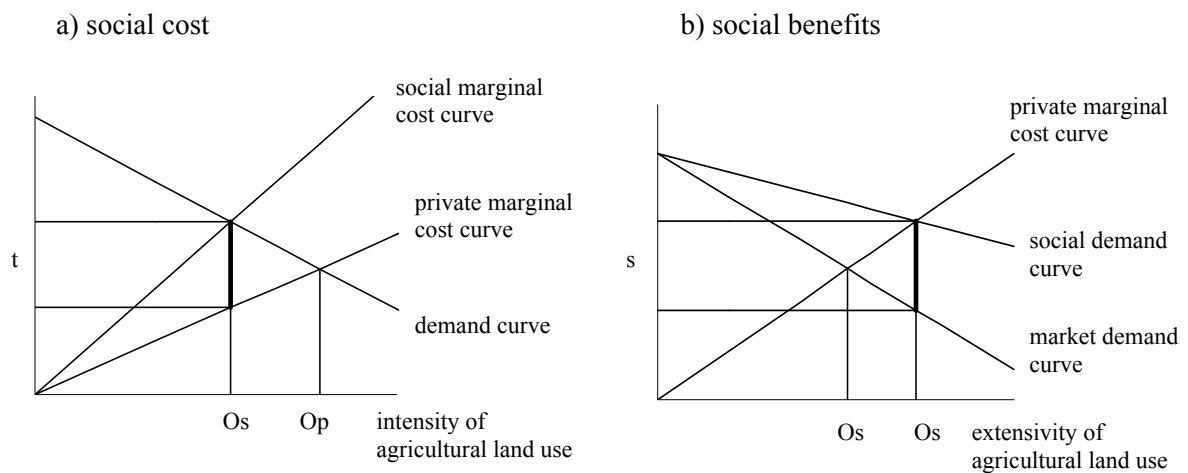 a) social cost
social marginal
cost curve
private marginal
cost curve
t
demand curve
Os
Op
intensity of
agricultural land use
b) social benefits
private marginal
cost curve
social demand
curve
s
market demand
curve
Os
Os
extensivity of
agricultural land use